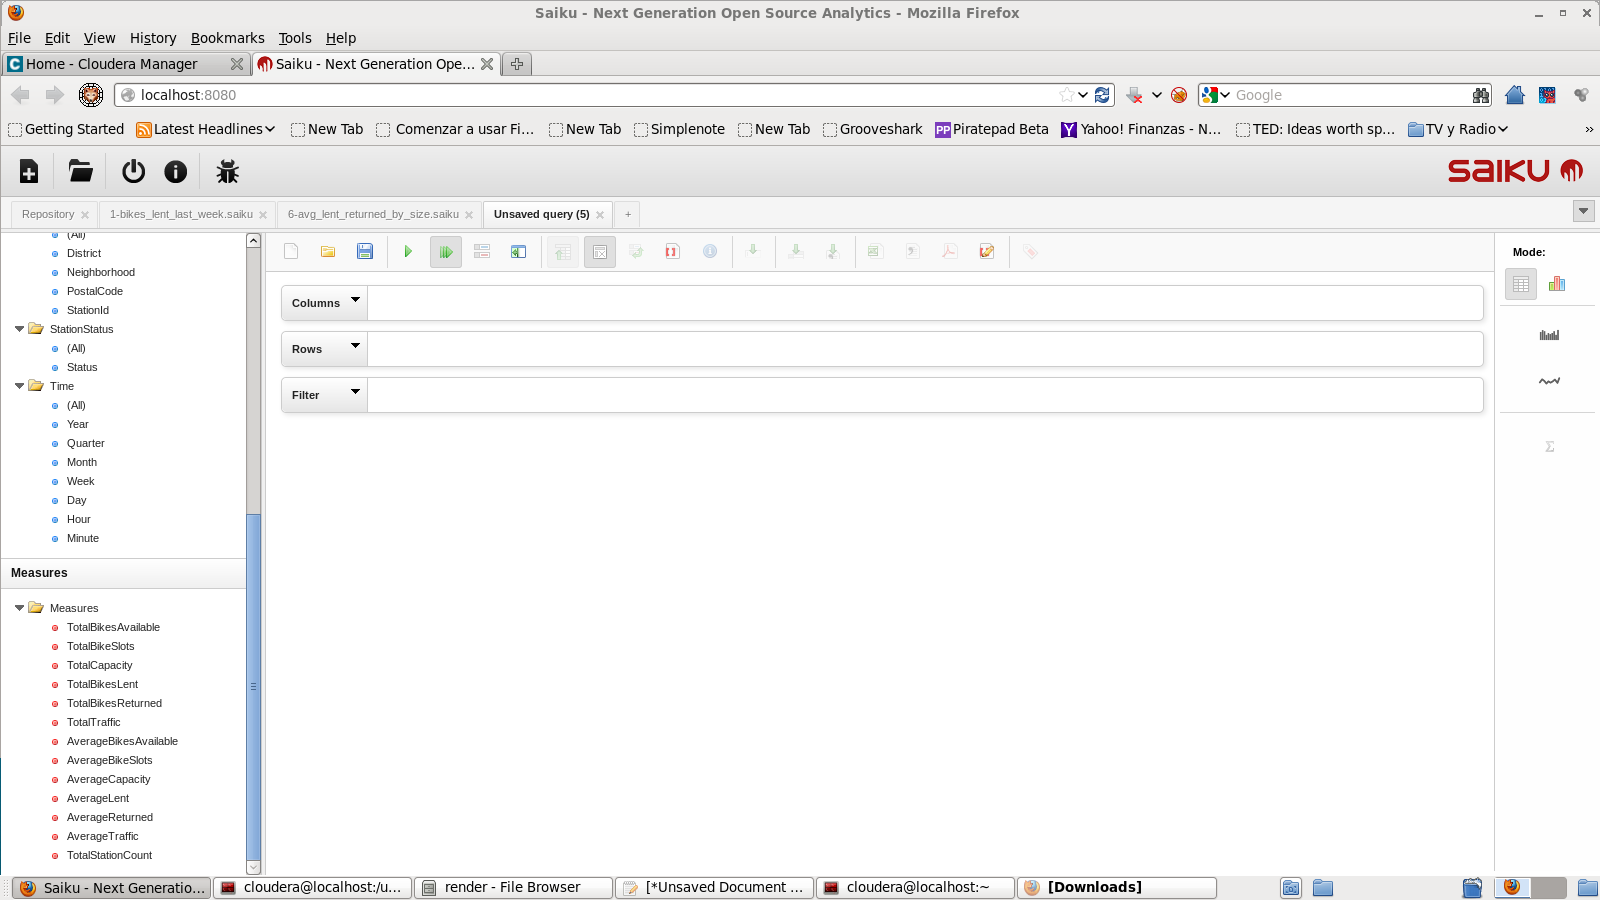 Saiku - Next Generation Open Source Analytics - Mozilla Firefox
File Edit View History Bookmarks Tools Help
Home - Cloudera Manager
Saiku - Next Generation Ope...
localhost:8080
Google
Getting Started
Latest Headlines
New Tab
Comenzar a usar Fi...
New Tab
Simplenote
New Tab
Grooveshark
Piratepad Beta
Yahoo! Finanzas - N...
TED: Ideas worth sp...
TV y Radio
»
saiku
Repository
1-bikes_lent_last_week.saiku
6-avg_lent_returned_by_size.saiku
Unsaved query (5)
+
(All)
District
Neighborhood
PostalCode
StationId
StationStatus
(All)
Status
Time
(All)
Year
Quarter
Month
Week
Day
Hour
Minute
Measures
Measures
TotalBikesAvailable
TotalBikeSlots
TotalCapacity
TotalBikesLent
TotalBikesReturned
TotalTraffic
AverageBikesAvailable
AverageBikeSlots
AverageCapacity
AverageLent
AverageReturned
AverageTraffic
TotalStationCount
Columns
Rows
Filter
Mode:
Σ
Saiku - Next Generatio...
cloudera@localhost:/u...
render - File Browser
[*Unsaved Document ...
cloudera@localhost:~
[Downloads]